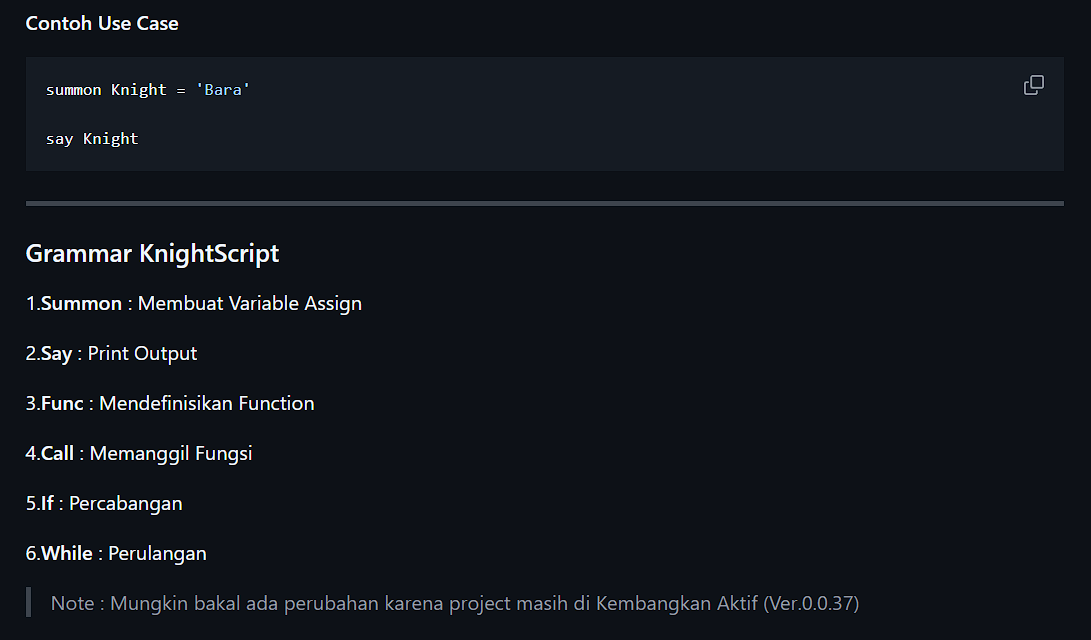 Contoh Use Case
summon Knight = 'Bara'
say Knight
Grammar KnightScript
1.Summon : Membuat Variable Assign
2.Say : Print Output
3.Func : Mendefinisikan Function
4.Call : Memanggil Fungsi
5.If : Percabangan
6.While : Perulangan
Note : Mungkin bakal ada perubahan karena project masih di Kembangkan Aktif (Ver.0.0.37)